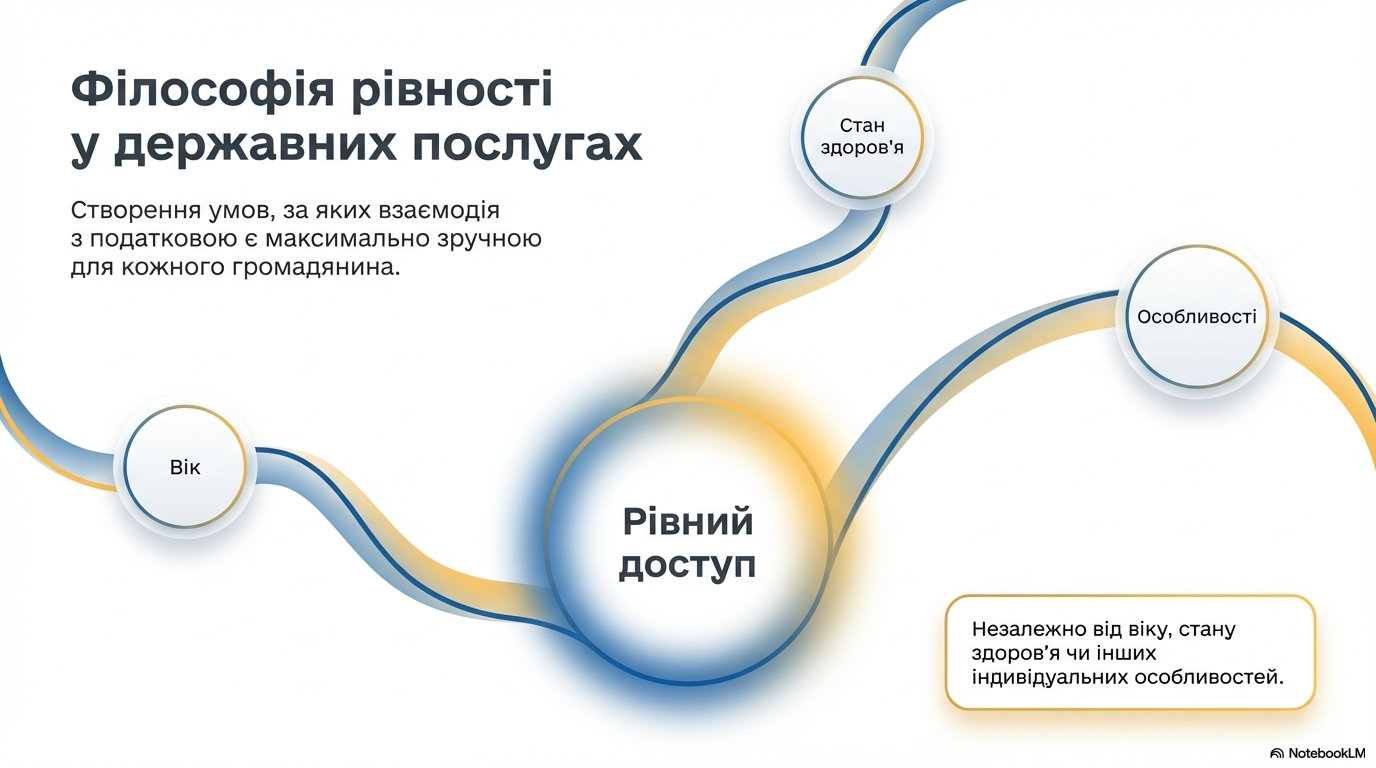 Філософія рівності
у державних послугах
Створення умов, за яких взаємодія
з податковою є максимально зручною
для кожного громадянина.
Стан
здоров'я
Особливості
Вік
Рівний
доступ
Незалежно від віку, стану
здоров'я чи інших
індивідуальних особливостей.
NotebookLM